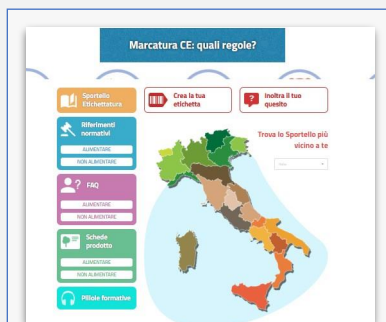 Marcatura CE: quali regole?
Sportello
Etichettatura
Crea la tua
etichetta
Inoltra il tuo
quesito
Riferimenti
normativi
ALIMENTARE
NON ALIMENTARE
Trova lo Sportello più
vicino a te
? FAQ
ALIMENTARE
NON ALIMENTARE
Schede
prodotto
ALIMENTARE
NON ALIMENTARE
Pillole formative